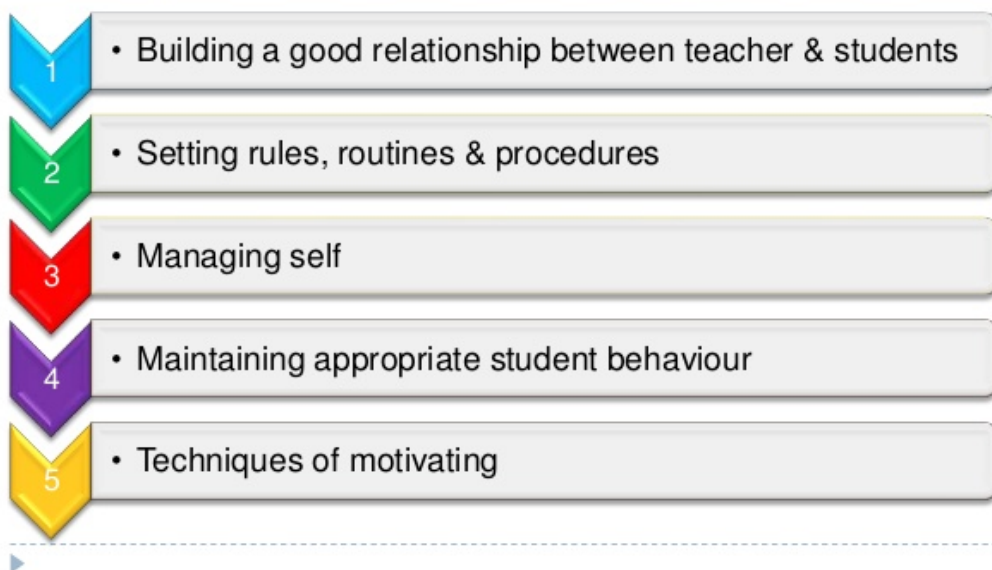 1 • Building a good relationship between teacher & students
2 • Setting rules, routines & procedures
3 • Managing self
4 • Maintaining appropriate student behaviour
5 • Techniques of motivating